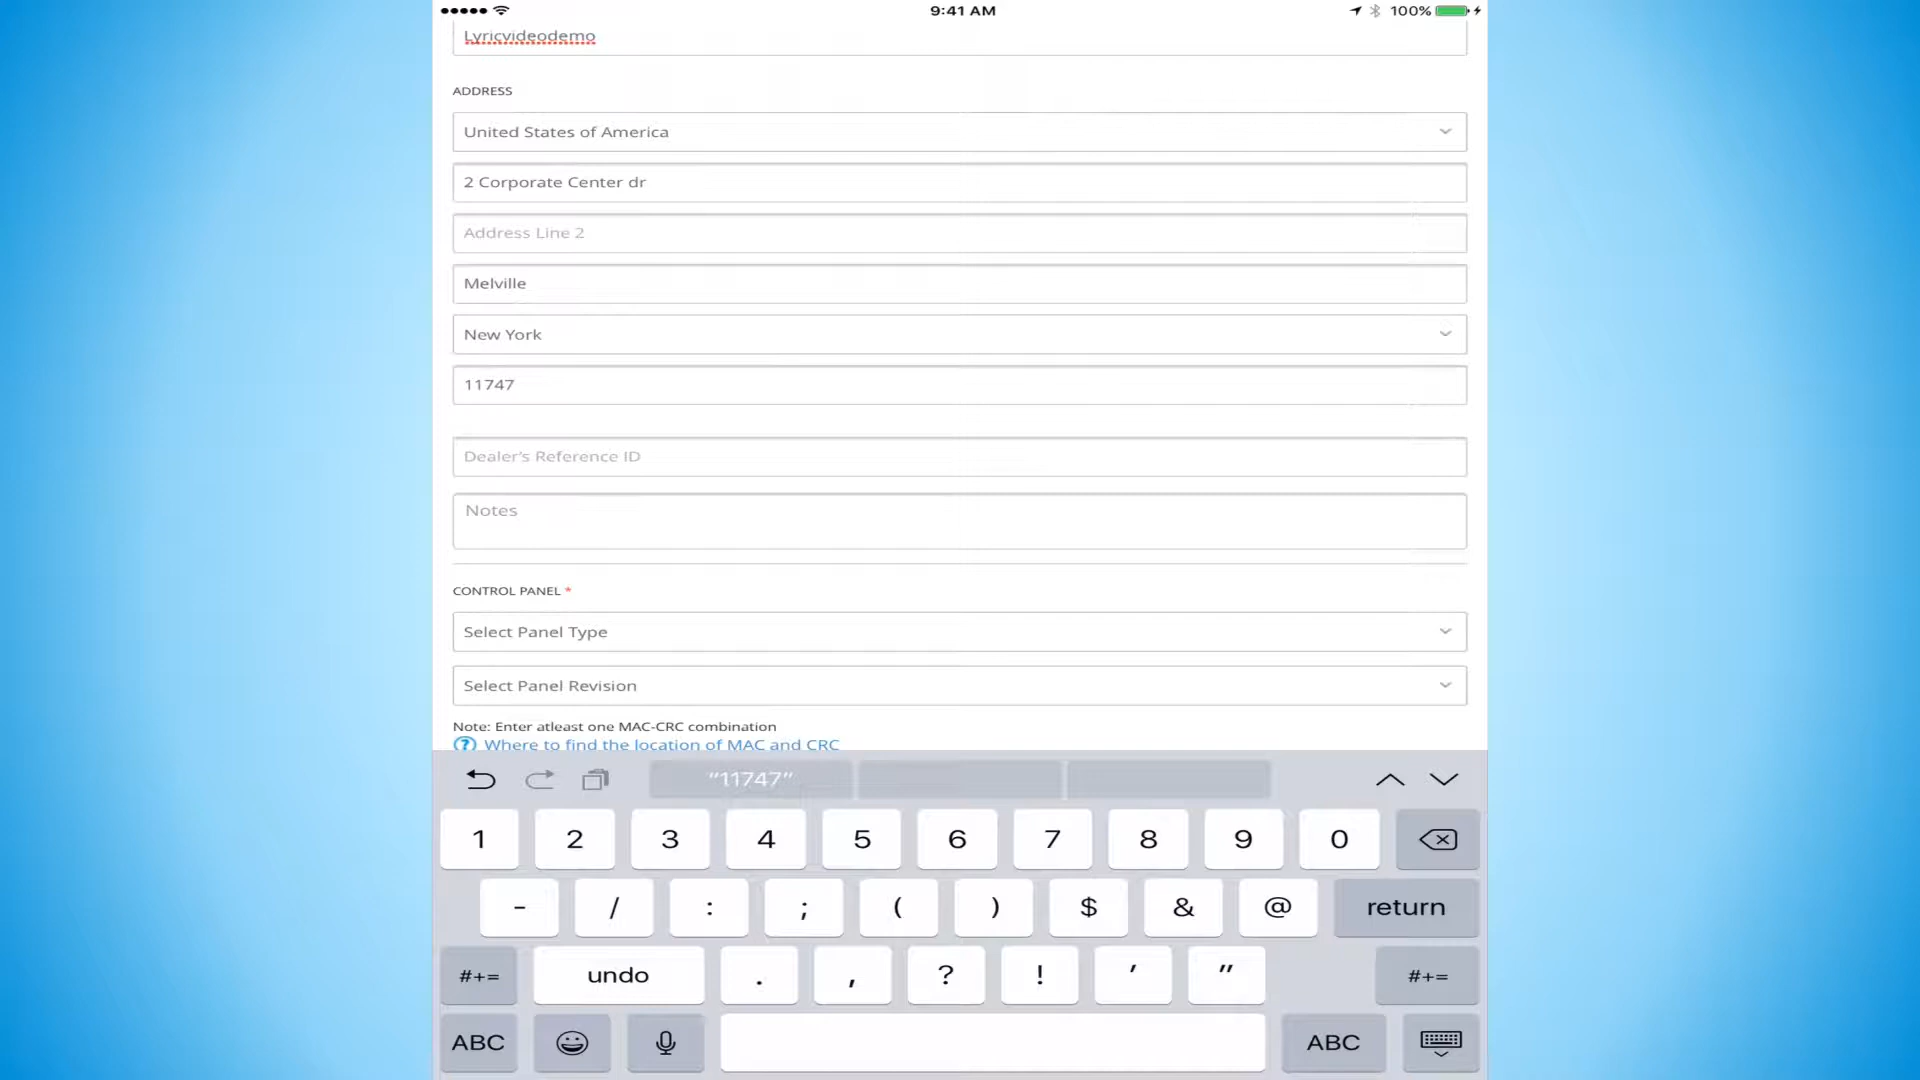 9:41 AM
100%
Lyricvideodemo
ADDRESS
United States of America
2 Corporate Center dr
Address Line 2
Melville
New York
11747
Dealer's Reference ID
Notes
CONTROL PANEL *
Select Panel Type
Select Panel Revision
Note: Enter atleast one MAC-CRC combination
? Where to find the location of MAC and CRC
"11747"
1 2 3 4 5 6 7 8 9 0
- / : ; ( ) $ & @ return
#+= undo . , ? ! ' " #+=
ABC ABC